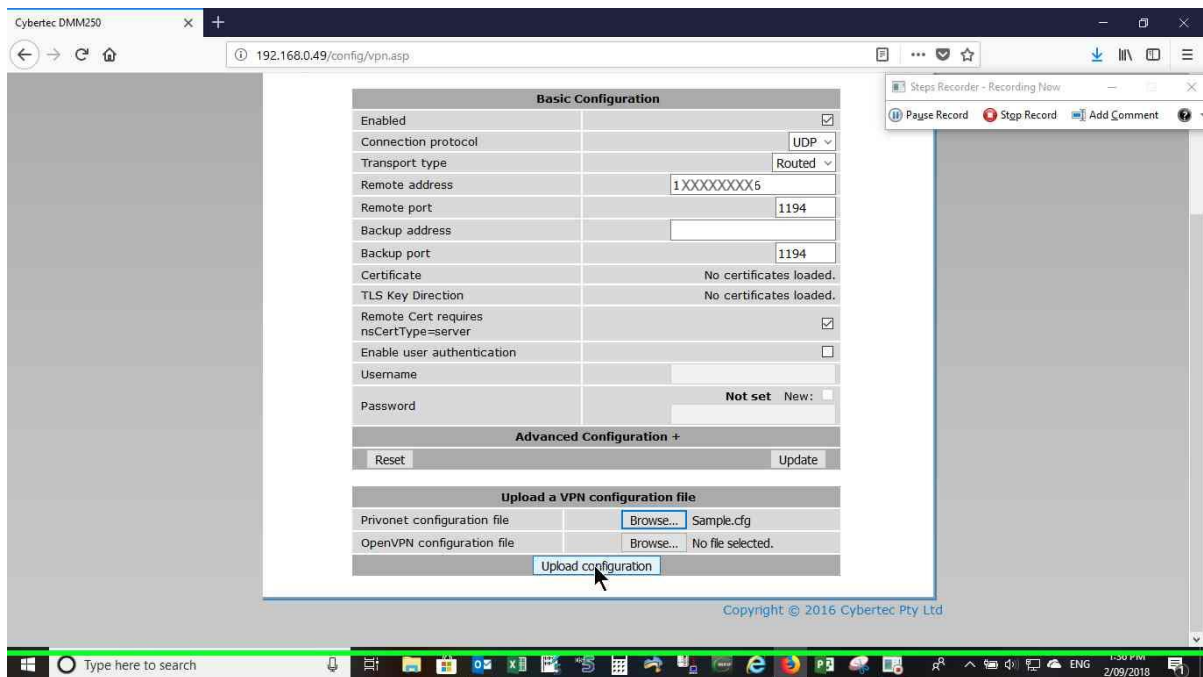 Cybertec DMM250
192.168.0.49/config/vpn.asp
Steps Recorder - Recording Now
Pause Record Stop Record Add Comment
Basic Configuration
Enabled
Connection protocol UDP
Transport type Routed
Remote address 1XXXXXXXX6
Remote port 1194
Backup address
Backup port 1194
Certificate No certificates loaded.
TLS Key Direction No certificates loaded.
Remote Cert requires
nsCertType=server
Enable user authentication
Username
Not set New:
Password
Advanced Configuration +
Reset Update
Upload a VPN configuration file
Privonet configuration file Browse... Sample.cfg
OpenVPN configuration file Browse... No file selected.
Upload configuration
Copyright © 2016 Cybertec Pty Ltd
Type here to search
ENG
2/09/2018